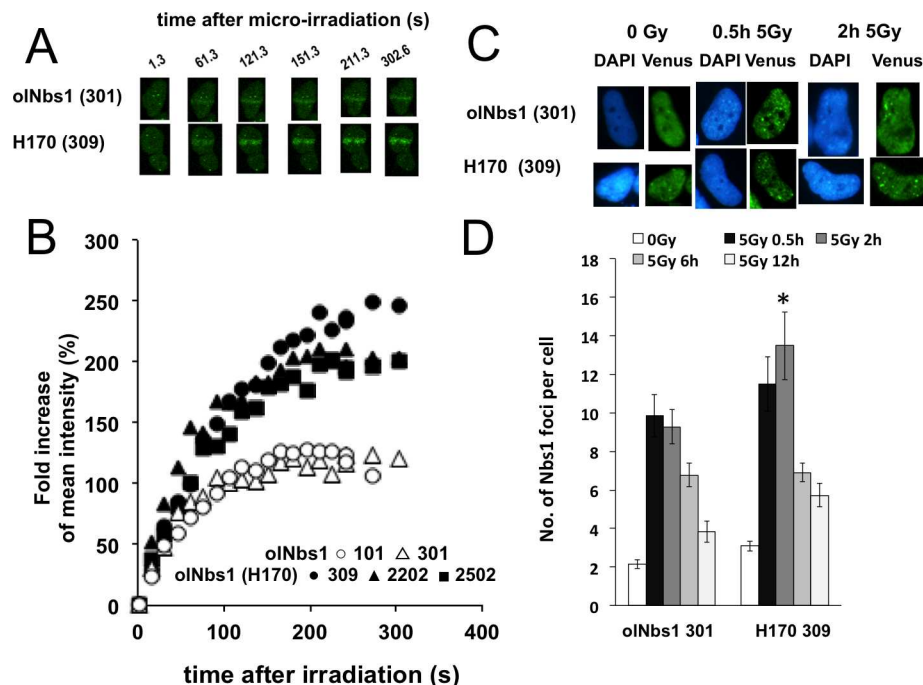 A
time after micro-irradiation (s)
1.3 61.3 121.3 151.3 211.3 302.6
olNbs1 (301)
H170 (309)
B
300
250
200
150
100
50
0
Fold increase
of mean intensity (%)
olNbs1 ○ 101 △ 301
olNbs1 (H170) ● 309 ▲ 2202 ■ 2502
0 100 200 300 400
time after irradiation (s)
C
0 Gy 0.5h 5Gy 2h 5Gy
DAPI Venus DAPI Venus DAPI Venus
olNbs1 (301)
H170 (309)
D
0Gy 5Gy 0.5h 5Gy 2h
5Gy 6h 5Gy 12h
18
16
14
12
10
8
6
4
2
0
No. of Nbs1 foci per cell
*
olNbs1 301 H170 309